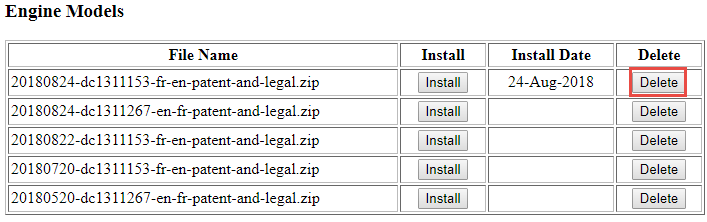 Engine Models
File Name Install Install Date Delete
20180824-dc1311153-fr-en-patent-and-legal.zip Install 24-Aug-2018 Delete
20180824-dc1311267-en-fr-patent-and-legal.zip Install Delete
20180822-dc1311153-fr-en-patent-and-legal.zip Install Delete
20180720-dc1311153-fr-en-patent-and-legal.zip Install Delete
20180520-dc1311267-en-fr-patent-and-legal.zip Install Delete